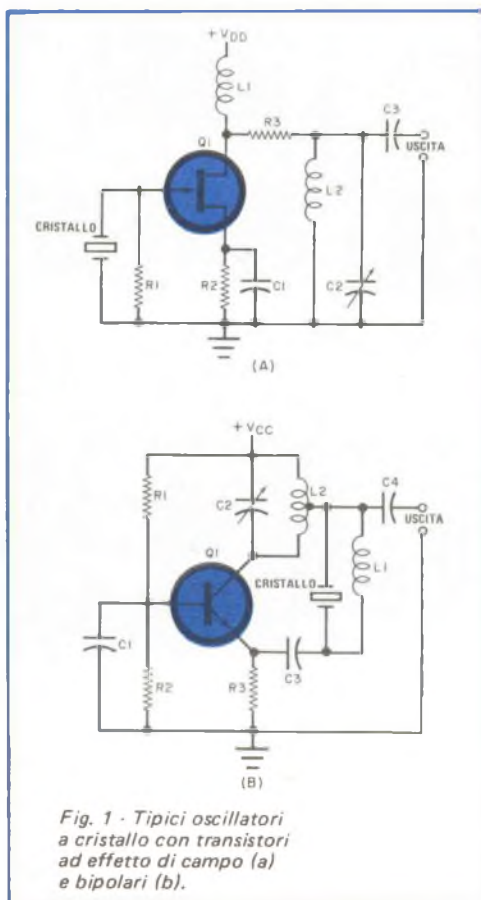 +VDD
L1
C3
R3
USCITA
Q1
L2
CRISTALLO
R1
R2
C1
C2
(A)
+VCC
R1
C2
L2
C4
USCITA
Q1
CRISTALLO
L1
C1
C3
R2
R3
(B)
Fig. 1 - Tipici oscillatori
a cristallo con transistori
ad effetto di campo (a)
e bipolari (b).